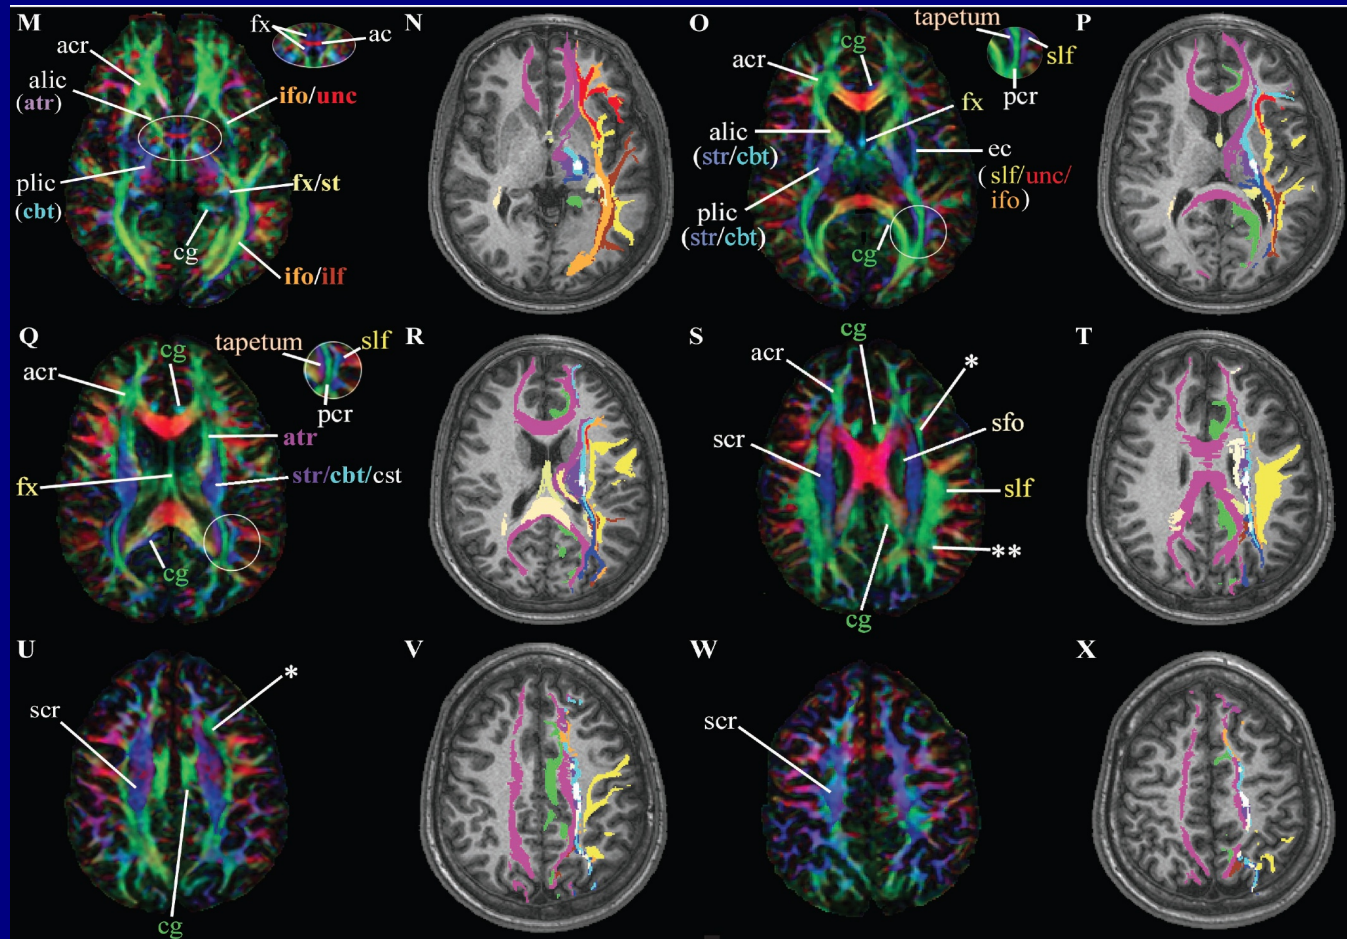 M
fx
ac
acr
alic
(atr)
ifo/unc
plic
(cbt)
fx/st
cg
ifo/ilf
N
O
tapetum
slf
pcr
cg
acr
fx
alic
(str/cbt)
ec
(slf/unc/
ifo)
plic
(str/cbt)
cg
P
Q
tapetum
slf
cg
acr
pcr
atr
fx
str/cbt/cst
cg
R
S
cg
acr
*
sfo
scr
slf
**
cg
T
U
*
scr
cg
V
W
scr
X